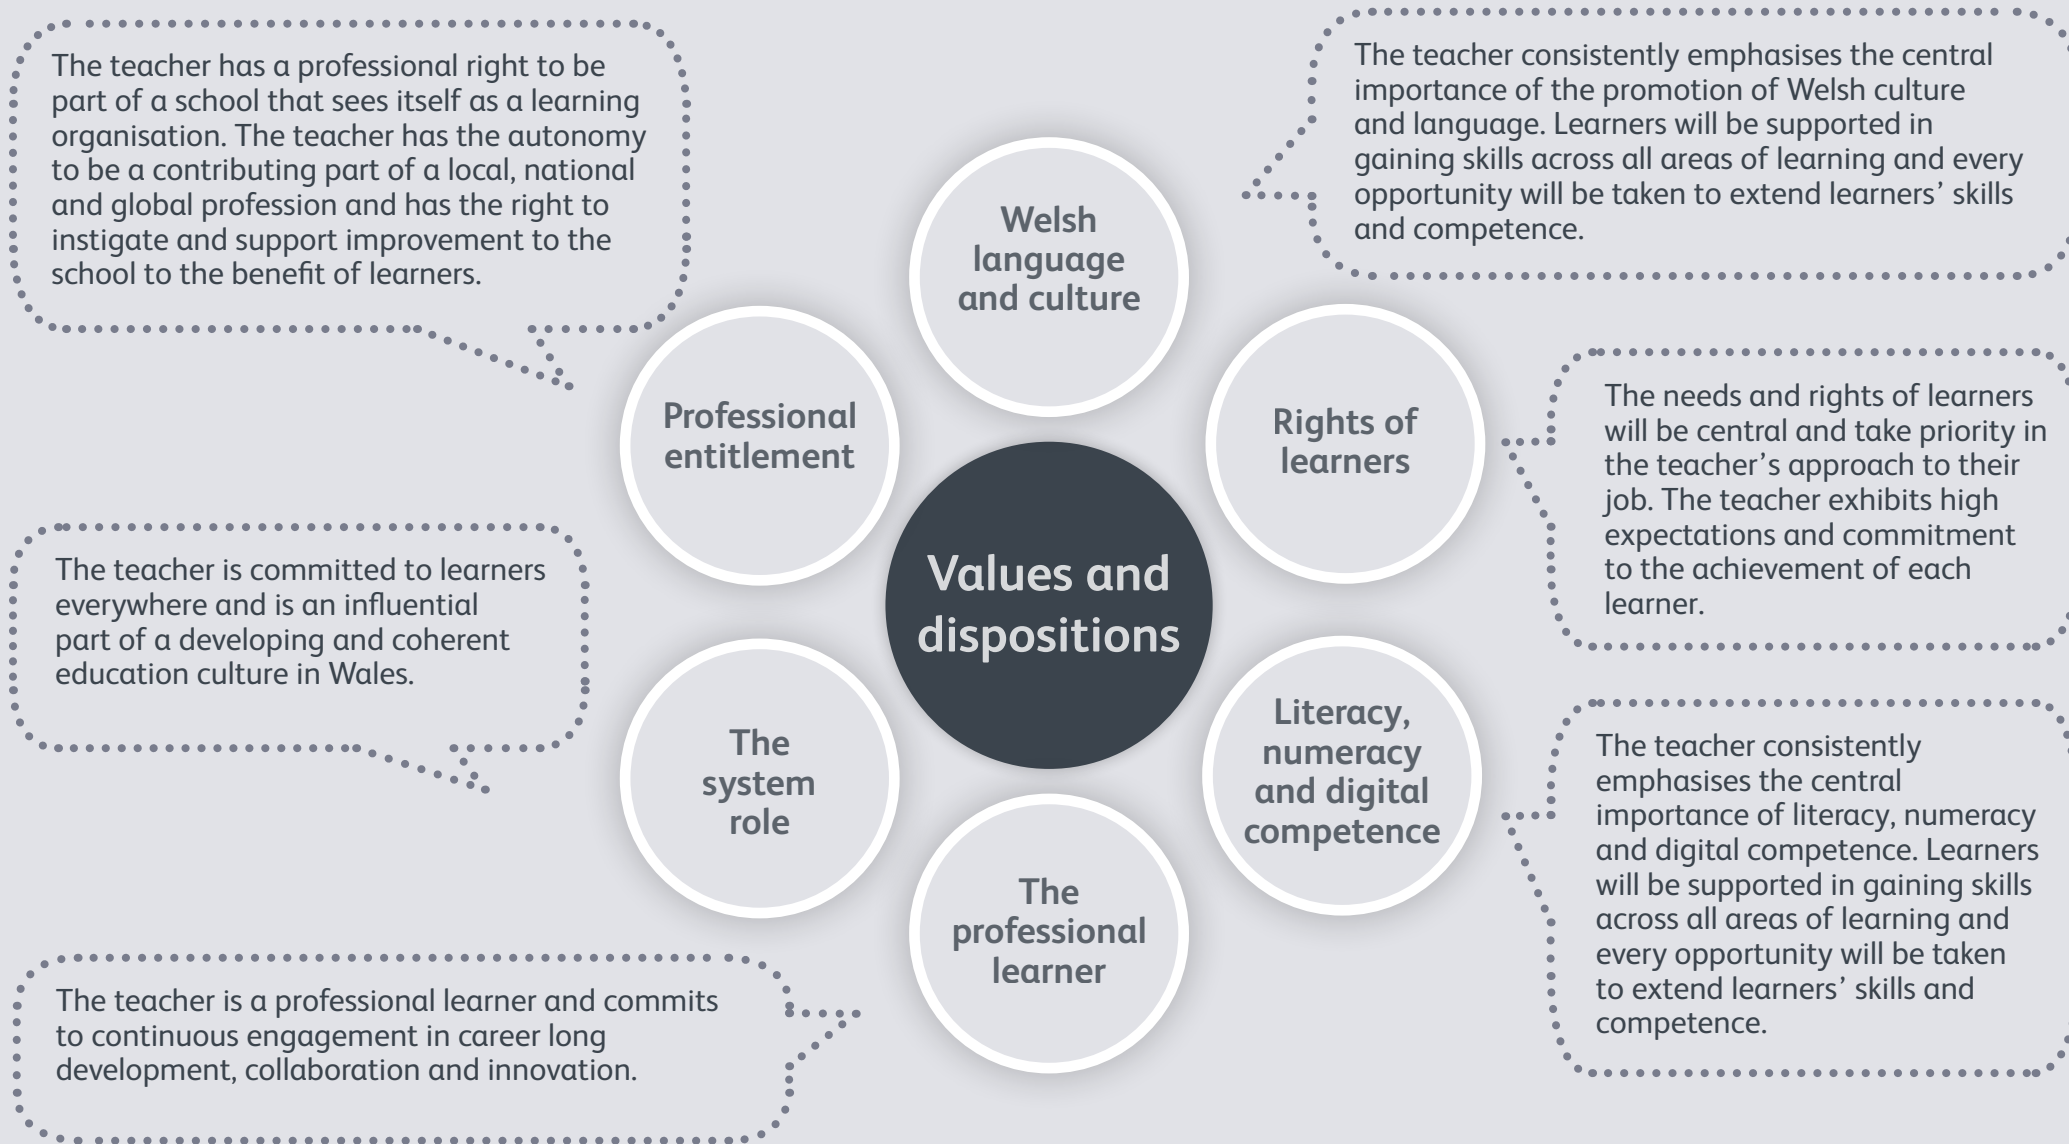 The teacher has a professional right to be
part of a school that sees itself as a learning
organisation. The teacher has the autonomy
to be a contributing part of a local, national
and global profession and has the right to
instigate and support improvement to the
school to the benefit of learners.
The teacher consistently emphasises the central
importance of the promotion of Welsh culture
and language. Learners will be supported in
gaining skills across all areas of learning and every
opportunity will be taken to extend learners’ skills
and competence.
Welsh
language
and culture
Professional
entitlement
Rights of
learners
The needs and rights of learners
will be central and take priority in
the teacher’s approach to their
job. The teacher exhibits high
expectations and commitment
to the achievement of each
learner.
Values and
dispositions
The teacher is committed to learners
everywhere and is an influential
part of a developing and coherent
education culture in Wales.
The
system
role
Literacy,
numeracy
and digital
competence
The teacher consistently
emphasises the central
importance of literacy, numeracy
and digital competence. Learners
will be supported in gaining skills
across all areas of learning and
every opportunity will be taken
to extend learners’ skills and
competence.
The
professional
learner
The teacher is a professional learner and commits
to continuous engagement in career long
development, collaboration and innovation.